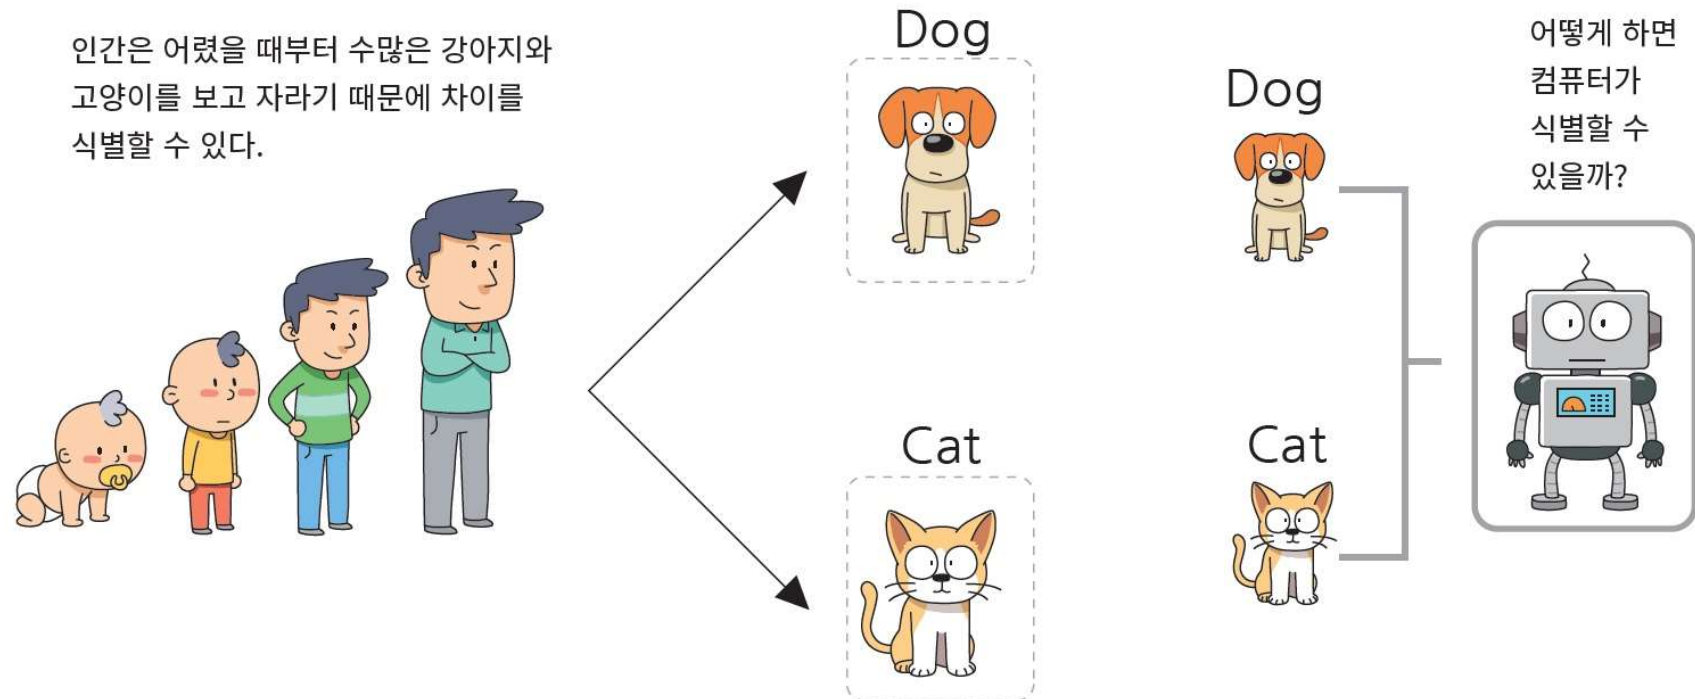 인간은 어렸을 때부터 수많은 강아지와
고양이를 보고 자라기 때문에 차이를
식별할 수 있다.
Dog
Cat
Dog
Cat
어떻게 하면
컴퓨터가
식별할 수
있을까?